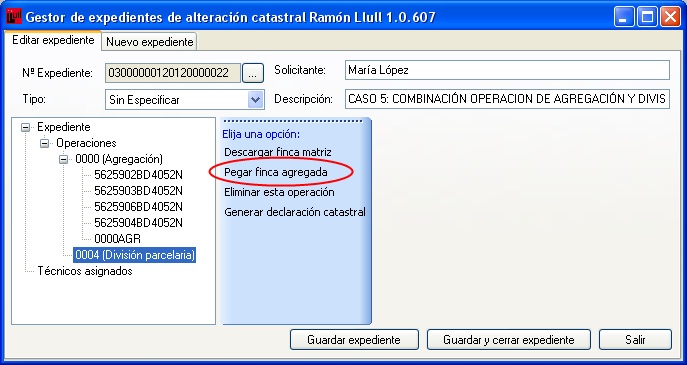 Gestor de expedientes de alteración catastral Ramón Llull 1.0.607
Editar expediente Nuevo expediente
Nº Expediente: 03000000120120000022 ... Solicitante: María López
Tipo: Sin Especificar Descripción: CASO 5: COMBINACIÓN OPERACION DE AGREGACIÓN Y DIVIS
Expediente
Operaciones
0000 (Agregación)
5625902BD4052N
5625903BD4052N
5625906BD4052N
5625904BD4052N
0000AGR
0004 (División parcelaria)
Técnicos asignados
Elija una opción:
Descargar finca matriz
Pegar finca agregada
Eliminar esta operación
Generar declaración catastral
Guardar expediente Guardar y cerrar expediente Salir